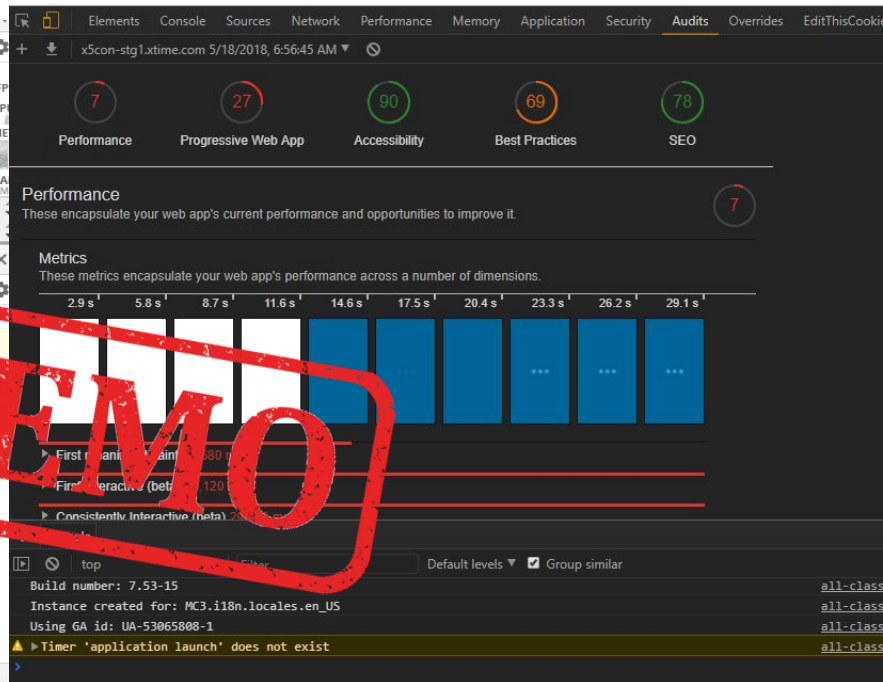 Elements Console Sources Network Performance Memory Application Security Audits Overrides EditThisCookie
x5con-stg1.xtime.com 5/18/2018, 6:56:45 AM ▼
7 27 90 69 78
Performance Progressive Web App Accessibility Best Practices SEO
Performance
7
These encapsulate your web app's current performance and opportunities to improve it.
Metrics
These metrics encapsulate your web app's performance across a number of dimensions.
2.9 s 5.8 s 8.7 s 11.6 s 14.6 s 17.5 s 20.4 s 23.3 s 26.2 s 29.1 s
EMO
First
First (beta
Consistently Interactive (beta)
top Filter Default levels ▼ Group similar
Build number: 7.53-15 all-class
Instance created for: MC3.i18n.locales.en_US all-class
Using GA id: UA-53065808-1 all-class
Timer 'application launch' does not exist all-class